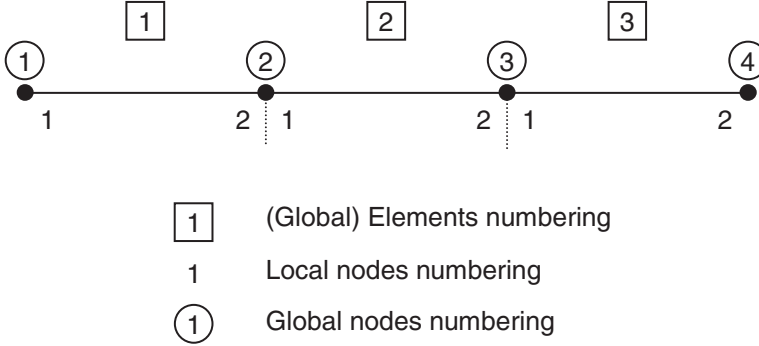 1 2 3
1 2 3 4
1 2 1 2 1 2
1 (Global) Elements numbering
1 Local nodes numbering
1 Global nodes numbering